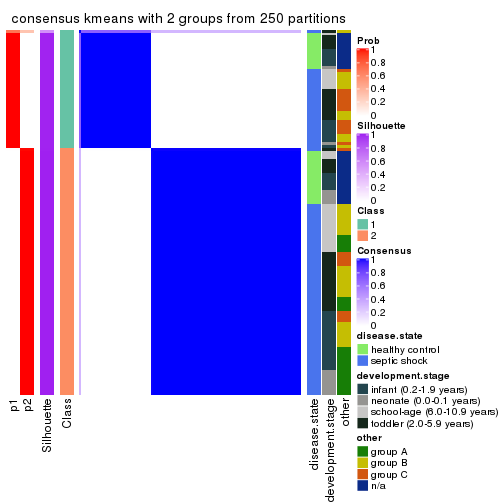 consensus kmeans with 2 groups from 250 partitions
Prob
1
0.8
0.6
0.4
0.2
0
Silhouette
1
0.8
0.6
0.4
0.2
0
Class
1
2
Consensus
1
0.8
0.6
0.4
0.2
0
disease.state
healthy control
septic shock
development.stage
infant (0.2-1.9 years)
neonate (0.0-0.1 years)
school-age (6.0-10.9 years)
toddler (2.0-5.9 years)
other
group A
group B
group C
n/a
p1
p2
Silhouette
Class
disease.state
development.stage
other